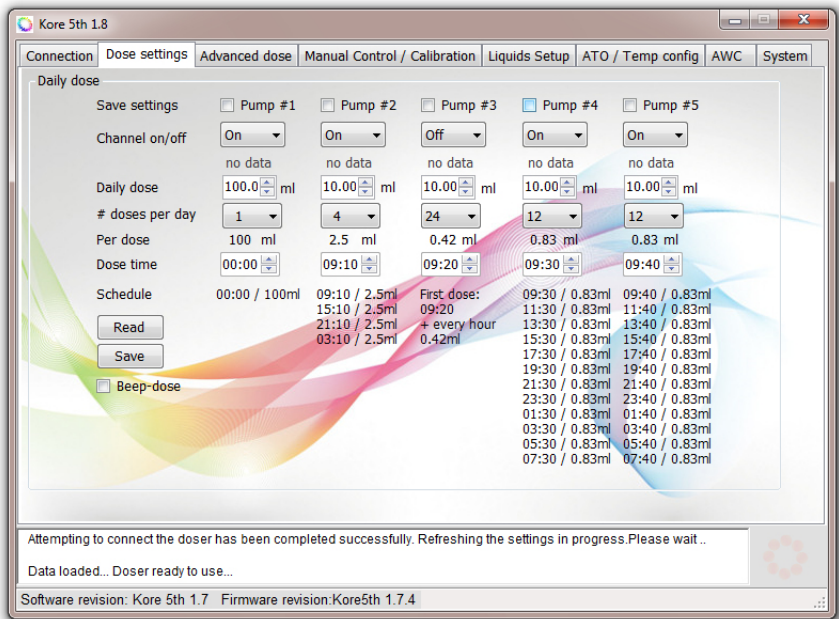 Kore 5th 1.8
Connection Dose settings Advanced dose Manual Control / Calibration Liquids Setup ATO / Temp config AWC System
Daily dose
Save settings Pump #1 Pump #2 Pump #3 Pump #4 Pump #5
Channel on/off On On Off On On
no data no data no data no data no data
Daily dose 100.0 ml 10.00 ml 10.00 ml 10.00 ml 10.00 ml
# doses per day 1 4 24 12 12
Per dose 100 ml 2.5 ml 0.42 ml 0.83 ml 0.83 ml
Dose time 00:00 09:10 09:20 09:30 09:40
Schedule 00:00 / 100ml 09:10 / 2.5ml First dose: 09:30 / 0.83ml 09:40 / 0.83ml
15:10 / 2.5ml 09:20 11:30 / 0.83ml 11:40 / 0.83ml
Read 21:10 / 2.5ml + every hour 13:30 / 0.83ml 13:40 / 0.83ml
03:10 / 2.5ml 0.42ml 15:30 / 0.83ml 15:40 / 0.83ml
Save 17:30 / 0.83ml 17:40 / 0.83ml
19:30 / 0.83ml 19:40 / 0.83ml
Beep-dose 21:30 / 0.83ml 21:40 / 0.83ml
23:30 / 0.83ml 23:40 / 0.83ml
01:30 / 0.83ml 01:40 / 0.83ml
03:30 / 0.83ml 03:40 / 0.83ml
05:30 / 0.83ml 05:40 / 0.83ml
07:30 / 0.83ml 07:40 / 0.83ml
Attempting to connect the doser has been completed successfully. Refreshing the settings in progress.Please wait ..
Data loaded... Doser ready to use...
Software revision: Kore 5th 1.7 Firmware revision:Kore5th 1.7.4